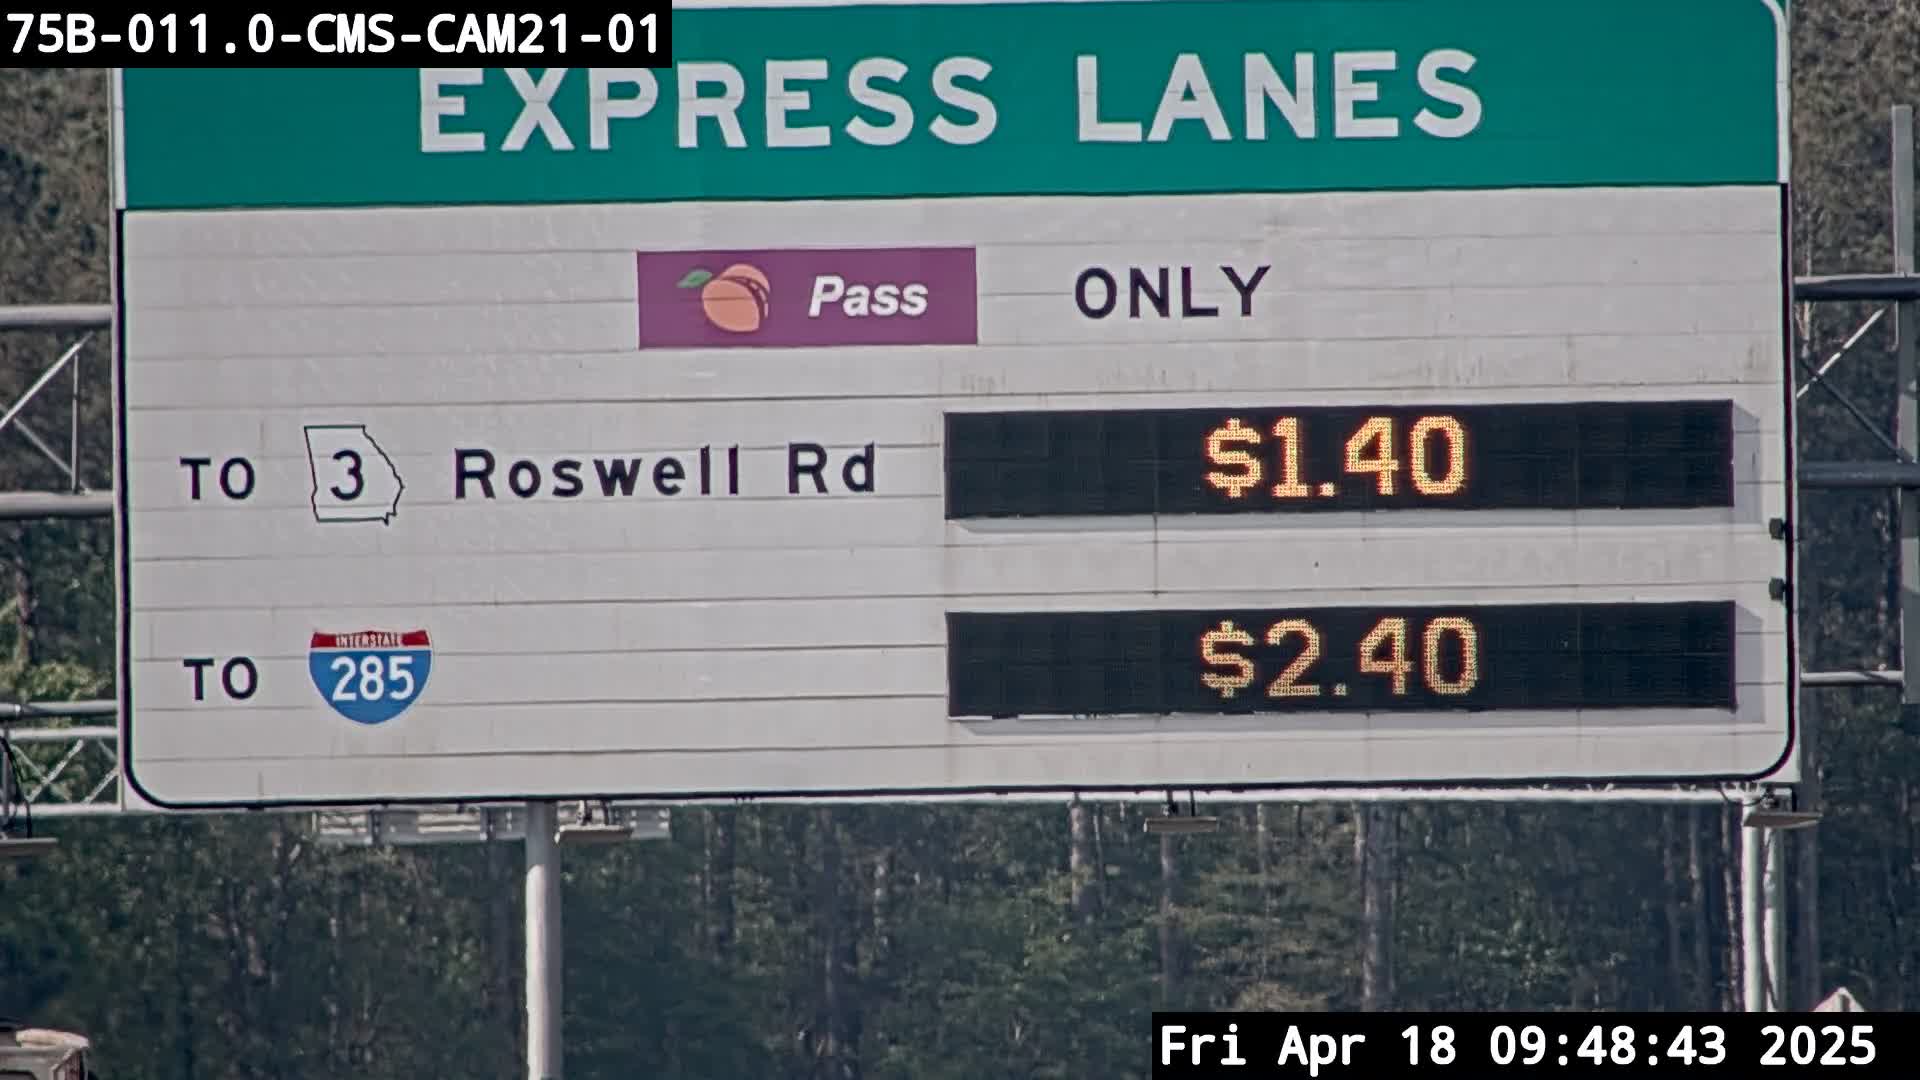 75B-011.0-CMS-CAM21-01
EXPRESS LANES
Pass ONLY
TO 3 Roswell Rd $1.40
INTERSTATE
TO 285 $2.40
Fri Apr 18 09:48:43 2025